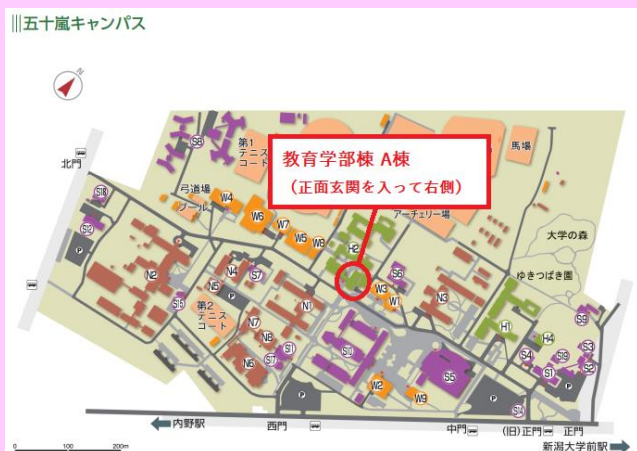 五十嵐キャンパス
N
北門
S8
第1
テニス
コート
教育学部棟 A棟
(正面玄関を入って右側)
馬場
弓道場
プール
W4
W6
W7
W5
W8
H2
アーチェリー場
大学の森
ゆきつばき園
S18
S13
P
N2
S15
N5
N4
P
S7
第2
テニス
コート
N1
W3
W1
S6
N3
H1
H4
S9
S3
S2
S4
S1
S19
P
N7
N8
N6
S17
S11
S10
W2
W9
S5
P
P
S14
内野駅
西門
中門
(旧)正門
正門
新潟大学前駅
0 100 200m